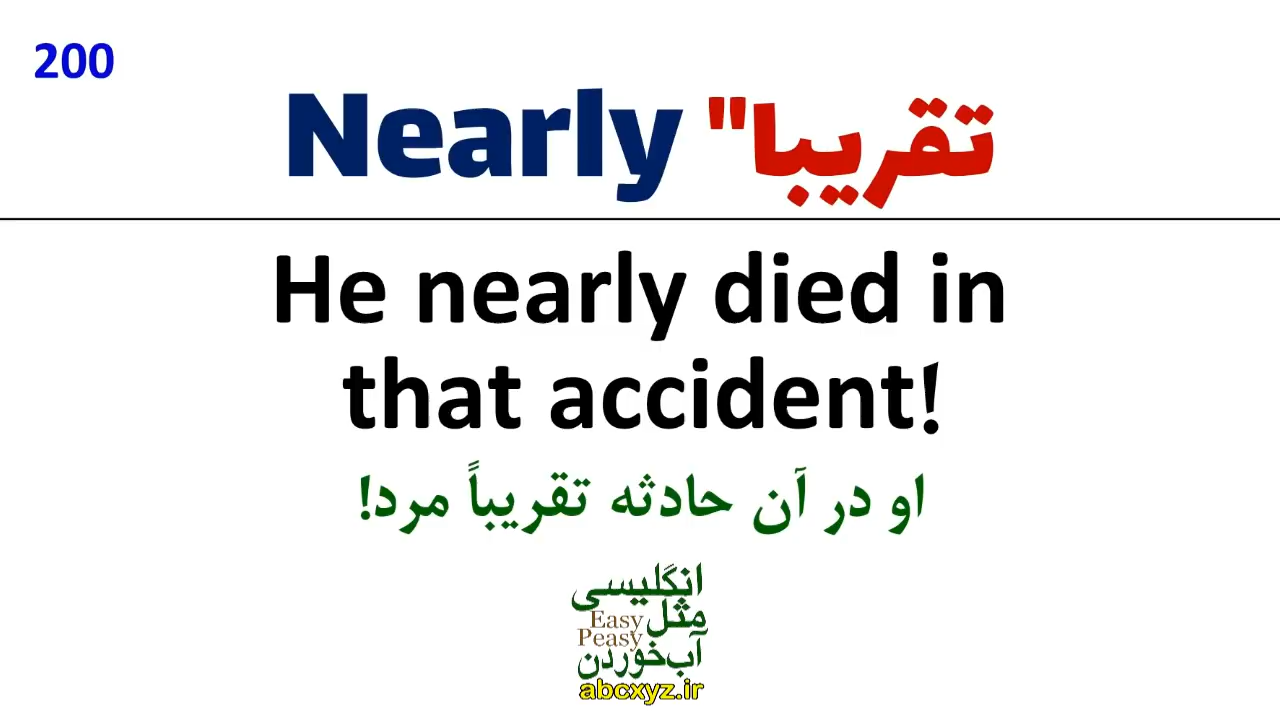 200
Nearly تقریبا"
He nearly died in
that accident!
او در آن حادثه تقریباً مرد!
انگلیسی
مثل Easy
Peasy
آب‌خوردن
abcxyz.ir